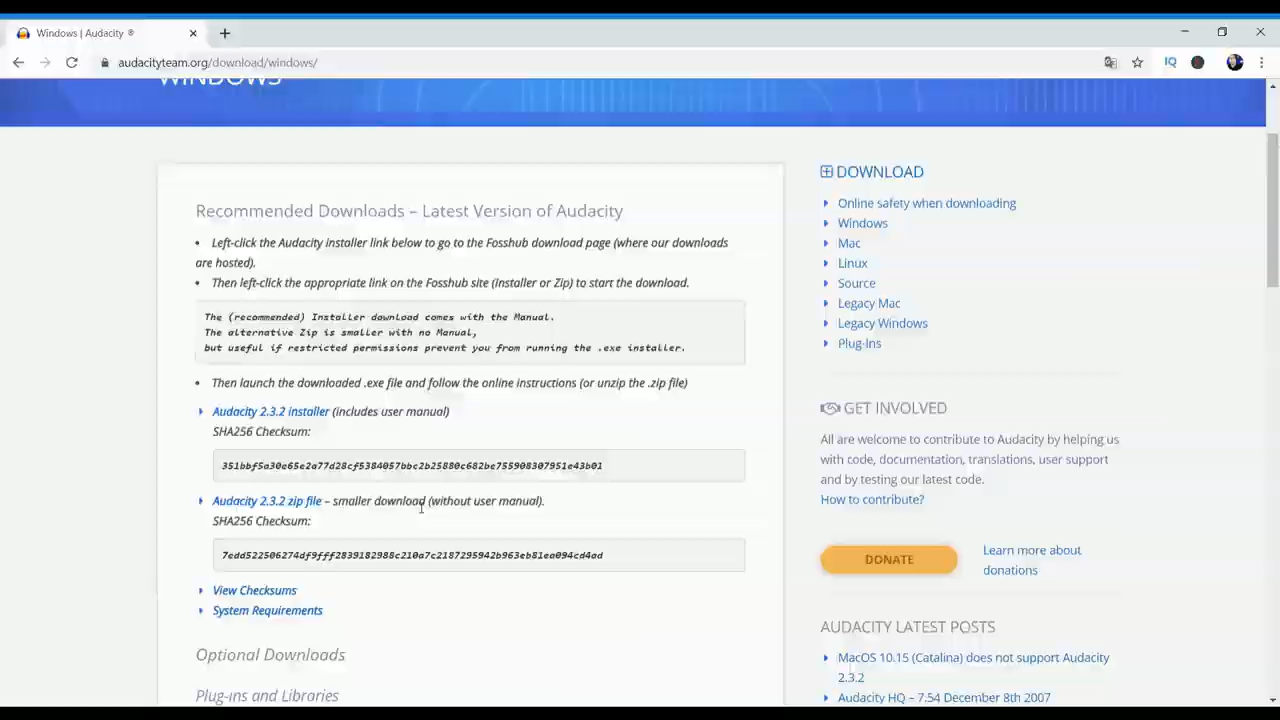 Windows | Audacity ®
audacityteam.org/download/windows/
IQ
WINDOWS
Recommended Downloads – Latest Version of Audacity
• Left-click the Audacity installer link below to go to the Fosshub download page (where our downloads
are hosted).
• Then left-click the appropriate link on the Fosshub site (Installer or Zip) to start the download.
The (recommended) Installer download comes with the Manual.
The alternative Zip is smaller with no Manual,
but useful if restricted permissions prevent you from running the .exe installer.
• Then launch the downloaded .exe file and follow the online instructions (or unzip the .zip file)
Audacity 2.3.2 installer (includes user manual)
SHA256 Checksum:
351bbf5a30e65e2a77d28cf5384057bbc2b25880c682be755908307951e43b01
Audacity 2.3.2 zip file – smaller download (without user manual).
SHA256 Checksum:
7edd522506274df9fff2839182988c210a7c2187295942b963eb81ea094cd4ad
View Checksums
System Requirements
Optional Downloads
Plug-ins and Libraries
DOWNLOAD
Online safety when downloading
Windows
Mac
Linux
Source
Legacy Mac
Legacy Windows
Plug-Ins
GET INVOLVED
All are welcome to contribute to Audacity by helping us
with code, documentation, translations, user support
and by testing our latest code.
How to contribute?
DONATE
Learn more about
donations
AUDACITY LATEST POSTS
MacOS 10.15 (Catalina) does not support Audacity
2.3.2
Audacity HQ – 7:54 December 8th 2007